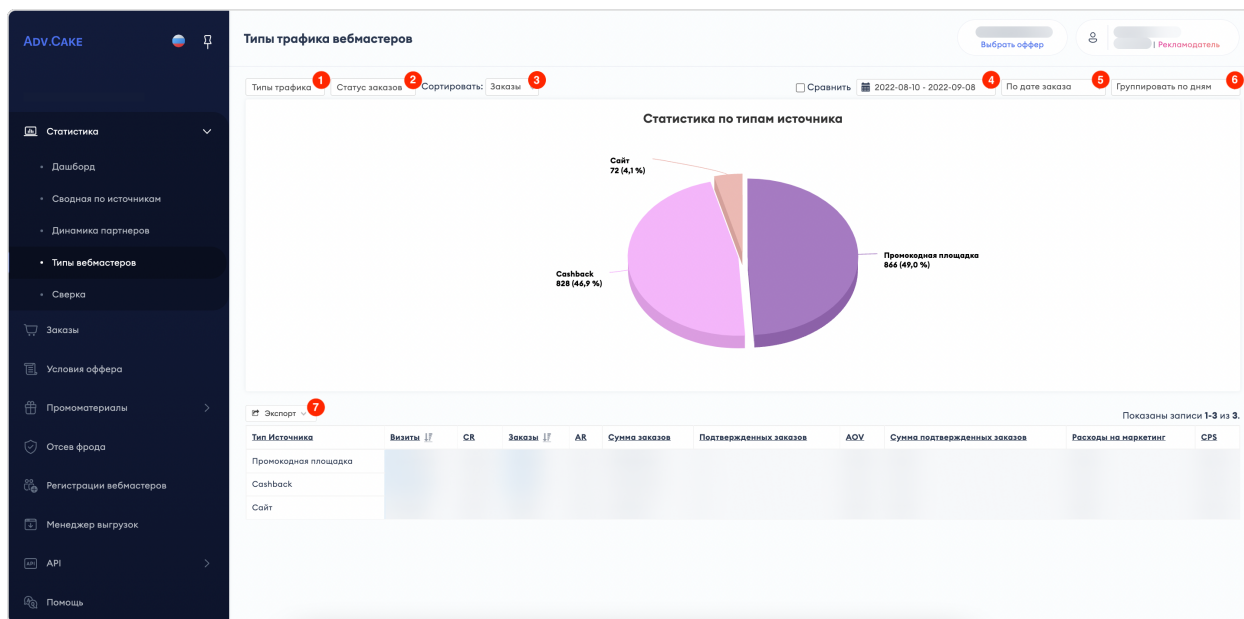 ADV.CAKE
Типы трафика вебмастеров
Выбрать оффер
| Рекламодатель
Типы трафика 1 Статус заказов 2 Сортировать: Заказы 3 Сравнить 2022-08-10 - 2022-09-08 4 По дате заказа 5 Группировать по дням 6
Статистика
Дашборд
Сводная по источникам
Динамика партнеров
Типы вебмастеров
Сверка
Заказы
Условия оффера
Промоматериалы
Отсев фрода
Регистрации вебмастеров
Менеджер выгрузок
API
API
Помощь
Статистика по типам источника
Сайт
72 (4,1 %)
Промокодная площадка
866 (49,0 %)
Cashback
828 (46,9 %)
Экспорт 7
Показаны записи 1-3 из 3.
Тип Источника Визиты CR Заказы AR Сумма заказов Подтвержденных заказов AOV Сумма подтвержденных заказов Расходы на маркетинг CPS
Промокодная площадка
Cashback
Сайт